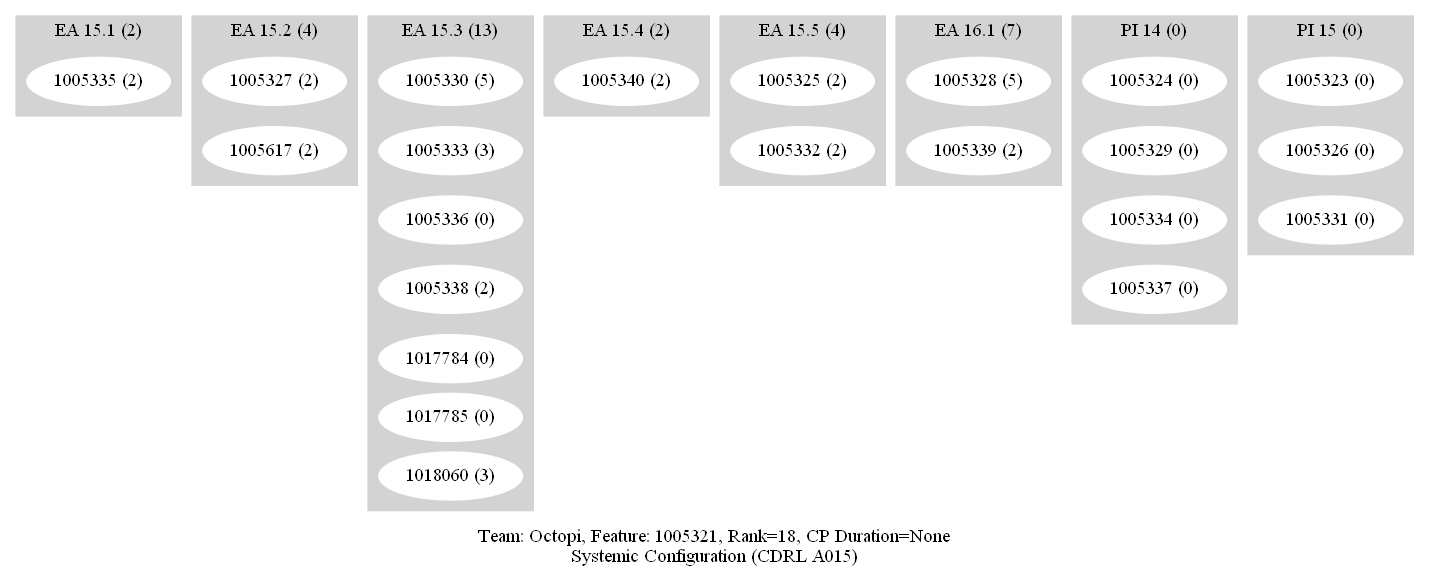 EA 15.1 (2)
1005335 (2)
EA 15.2 (4)
1005327 (2)
1005617 (2)
EA 15.3 (13)
1005330 (5)
1005333 (3)
1005336 (0)
1005338 (2)
1017784 (0)
1017785 (0)
1018060 (3)
EA 15.4 (2)
1005340 (2)
EA 15.5 (4)
1005325 (2)
1005332 (2)
EA 16.1 (7)
1005328 (5)
1005339 (2)
PI 14 (0)
1005324 (0)
1005329 (0)
1005334 (0)
1005337 (0)
PI 15 (0)
1005323 (0)
1005326 (0)
1005331 (0)
Team: Octopi, Feature: 1005321, Rank=18, CP Duration=None
Systemic Configuration (CDRL A015)